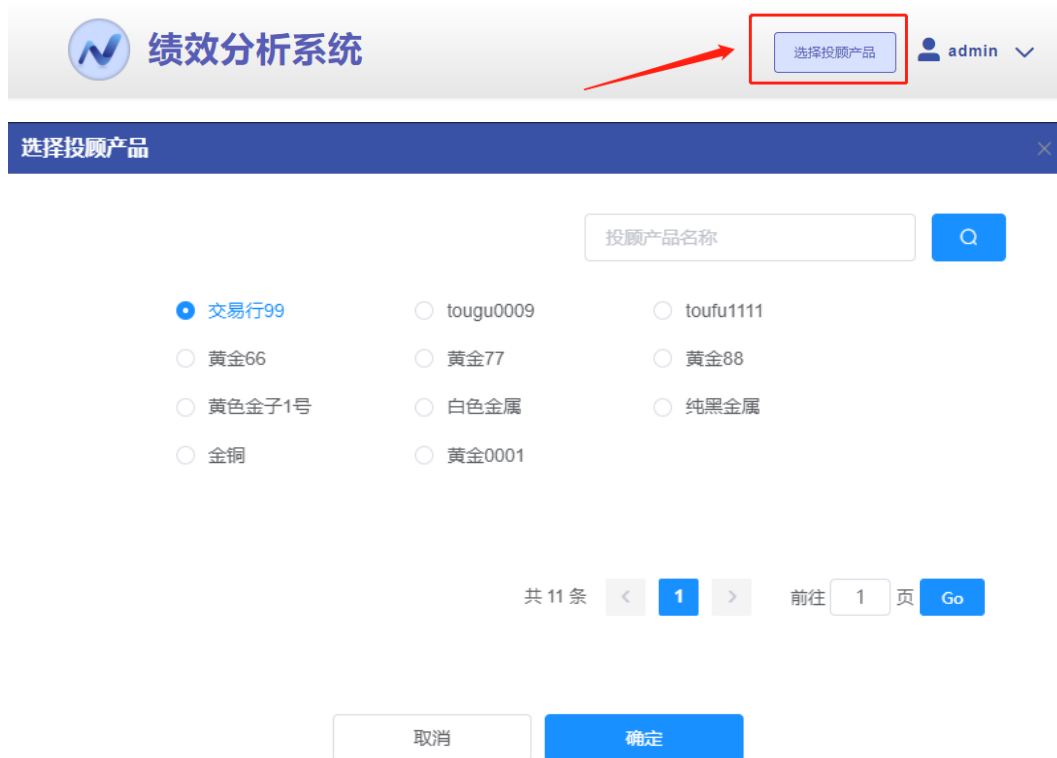 绩效分析系统 选择投顾产品 admin
选择投顾产品
投顾产品名称
交易行99 tougu0009 toufu1111
黄金66 黄金77 黄金88
黄色金子1号 白色金属 纯黑金属
金铜 黄金0001
共 11 条 1 前往 1 页 Go
取消 确定